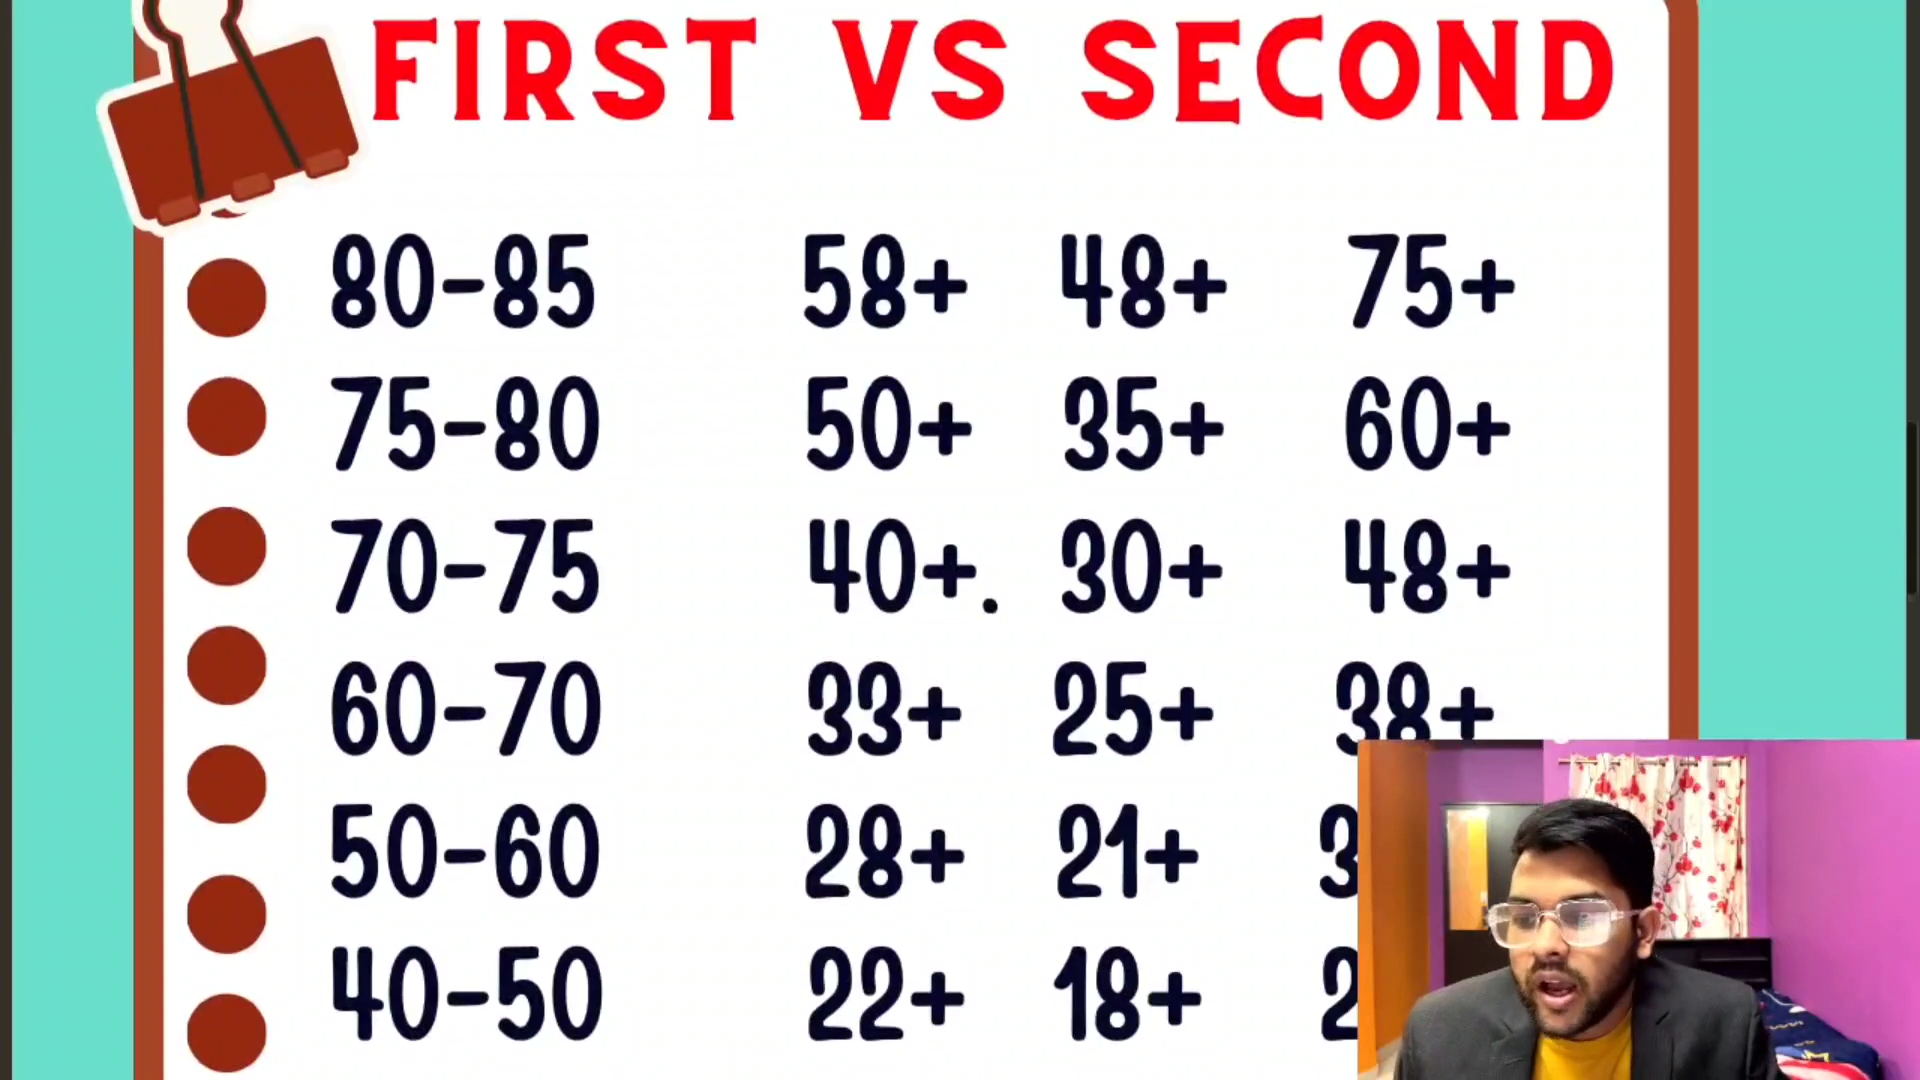 FIRST VS SECOND
80-85 58+ 48+ 75+
75-80 50+ 35+ 60+
70-75 40+. 30+ 48+
60-70 33+ 25+ 38+
50-60 28+ 21+
40-50 22+ 18+